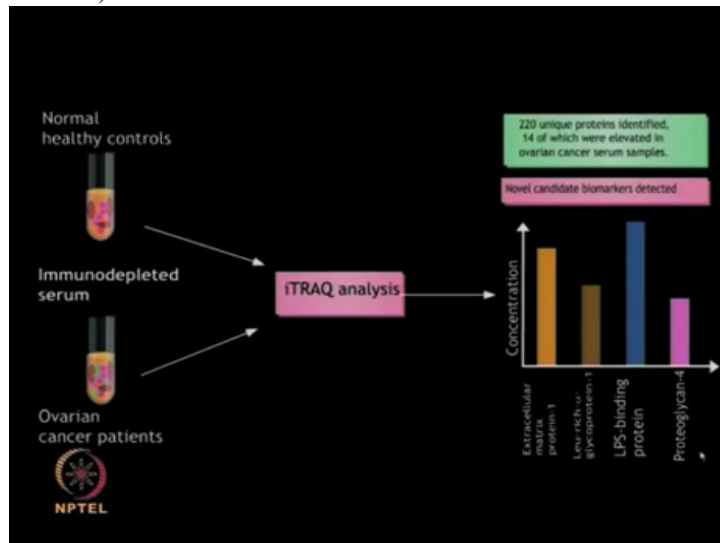 Normal
healthy controls
Immunodepleted
serum
Ovarian
cancer patients
NPTEL
iTRAQ analysis
220 unique proteins identified,
14 of which were elevated in
ovarian cancer serum samples.
Novel candidate biomarkers detected
Concentration
Extracellular
matrix
protein-1
Leu-rich-α-
glycoprotein-1
LPS-binding
protein
Proteoglycan-4